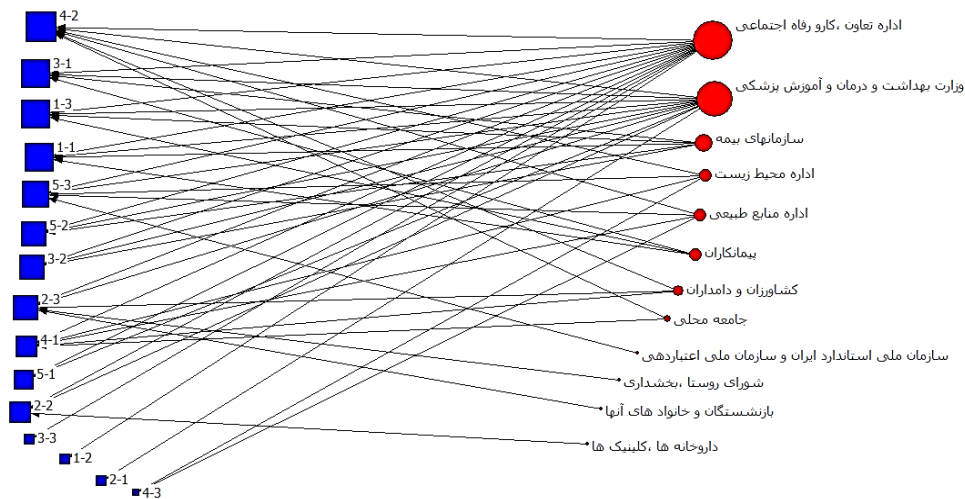 4-2
3-1
1-3
1-1
5-3
5-2
3-2
2-3
4-1
5-1
2-2
3-3
1-2
2-1
4-3
اداره تعاون ،کارو رفاه اجتماعی
وزارت بهداشت و درمان و آموزش پزشکی
سازمانهای بیمه
اداره محیط زیست
اداره منابع طبیعی
پیمانکاران
کشاورزان و دامداران
جامعه محلی
سازمان ملی استاندارد ایران و سازمان ملی اعتباردهی
شورای روستا ،بخشداری
بازنشستگان و خانواد های آنها
داروخانه ها ،کلینیک ها